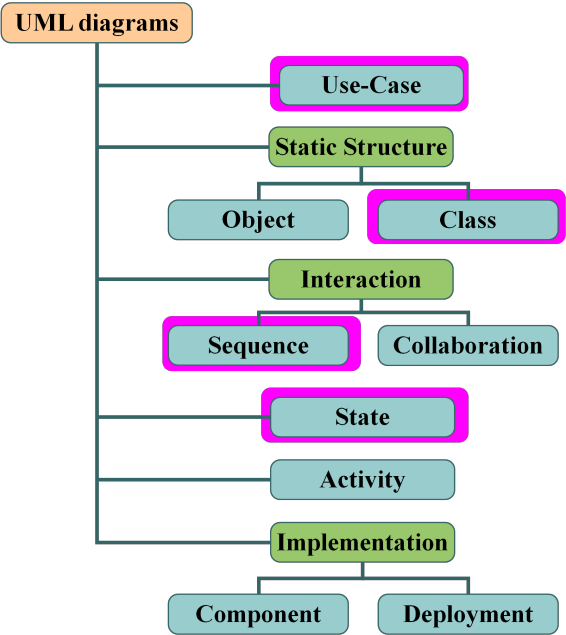 UML diagrams
Use-Case
Static Structure
Object
Class
Interaction
Sequence
Collaboration
State
Activity
Implementation
Component
Deployment